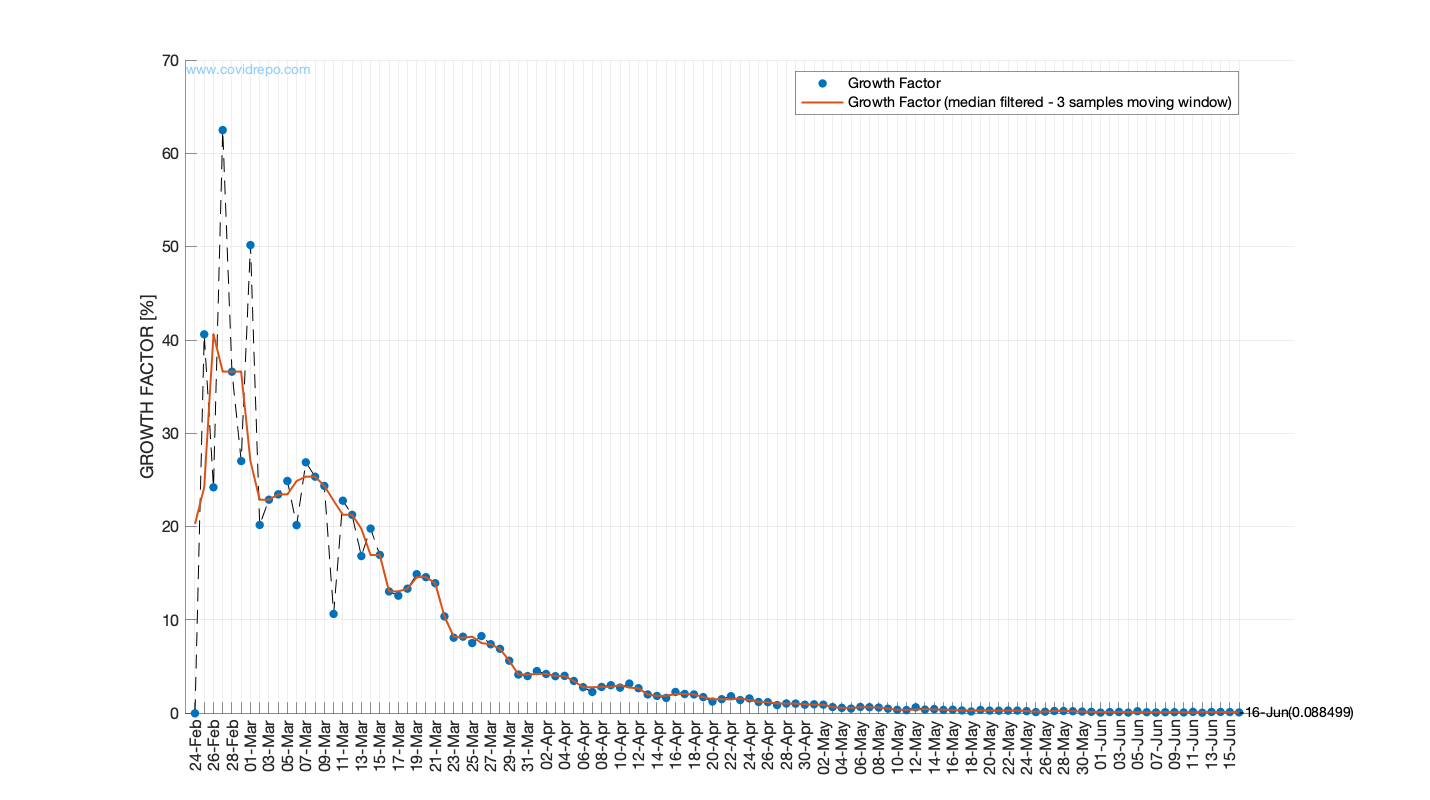 70
www.covidrepo.com
Growth Factor
Growth Factor (median filtered - 3 samples moving window)
60
50
40
30
20
10
0
GROWTH FACTOR [%]
16-Jun(0.088499)
24-Feb
26-Feb
28-Feb
01-Mar
03-Mar
05-Mar
07-Mar
09-Mar
11-Mar
13-Mar
15-Mar
17-Mar
19-Mar
21-Mar
23-Mar
25-Mar
27-Mar
29-Mar
31-Mar
02-Apr
04-Apr
06-Apr
08-Apr
10-Apr
12-Apr
14-Apr
16-Apr
18-Apr
20-Apr
22-Apr
24-Apr
26-Apr
28-Apr
30-Apr
02-May
04-May
06-May
08-May
10-May
12-May
14-May
16-May
18-May
20-May
22-May
24-May
26-May
28-May
30-May
01-Jun
03-Jun
05-Jun
07-Jun
09-Jun
11-Jun
13-Jun
15-Jun